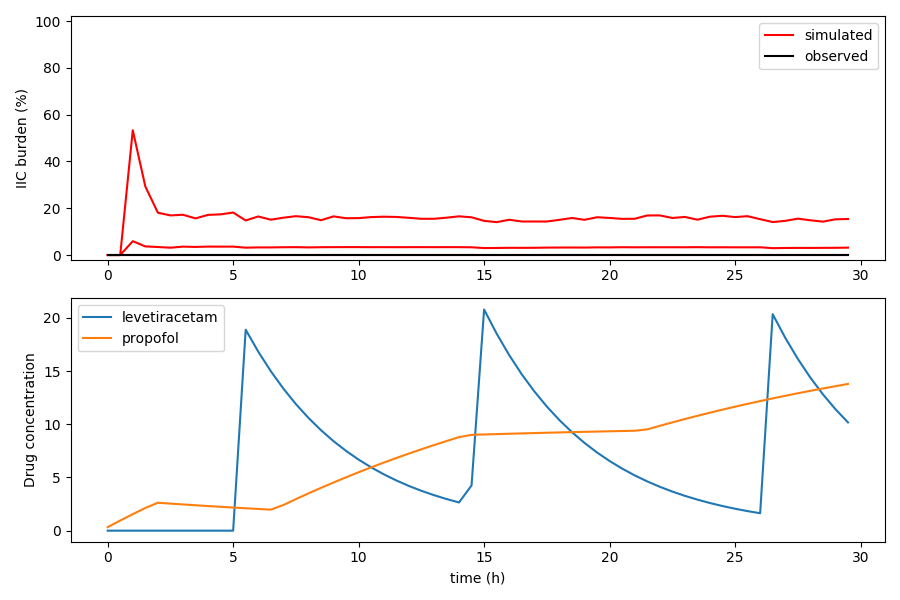 100
80
60
40
20
0
IIC burden (%)
simulated
observed
0 5 10 15 20 25 30
20
15
10
5
0
Drug concentration
levetiracetam
propofol
0 5 10 15 20 25 30
time (h)